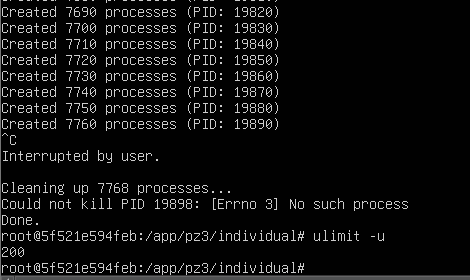 Created 7690 processes (PID: 19820)
Created 7700 processes (PID: 19830)
Created 7710 processes (PID: 19840)
Created 7720 processes (PID: 19850)
Created 7730 processes (PID: 19860)
Created 7740 processes (PID: 19870)
Created 7750 processes (PID: 19880)
Created 7760 processes (PID: 19890)
^C
Interrupted by user.
Cleaning up 7768 processes...
Could not kill PID 19898: [Errno 3] No such process
Done.
root@5f521e594feb:/app/pz3/individual# ulimit -u
200
root@5f521e594feb:/app/pz3/individual#